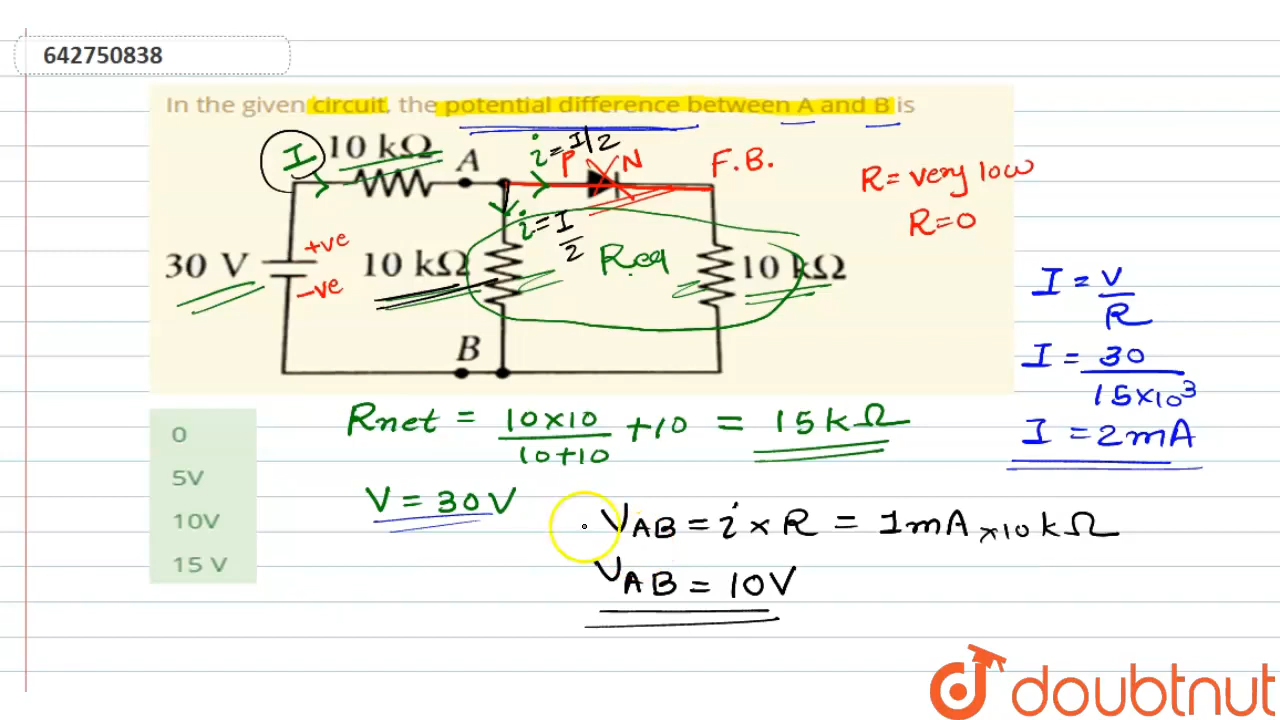 642750838
In the given circuit, the potential difference between A and B is
I
10 kΩ
A
i = I/2
P
N
F.B.
R = very low
R = 0
30 V
+ve
-ve
10 kΩ
i = I/2
Req
10 kΩ
B
I = V/R
I = 30/15×10³
I = 2mA
0
5V
10V
15 V
Rnet = 10×10/10+10 + 10 = 15 kΩ
V = 30V
VAB = i × R = 1mA × 10 kΩ
VAB = 10V
doubtnut